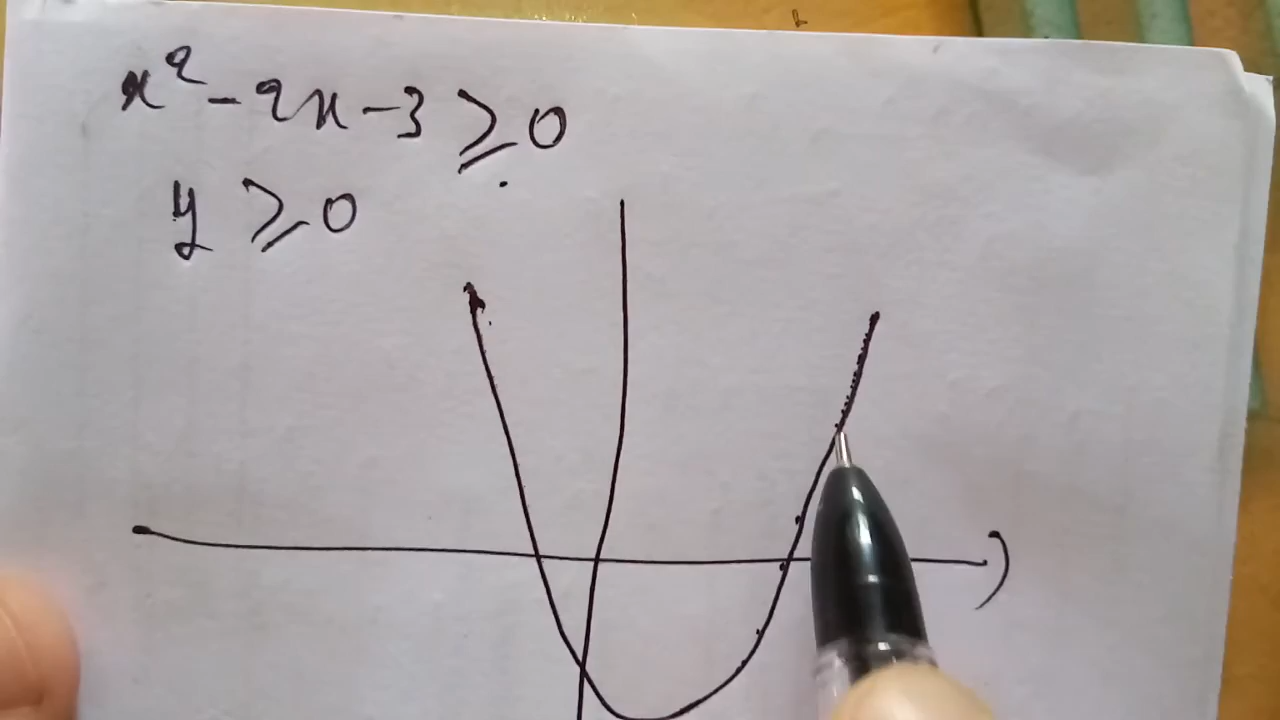 x² - 2x - 3 ≥ 0
y ≥ 0